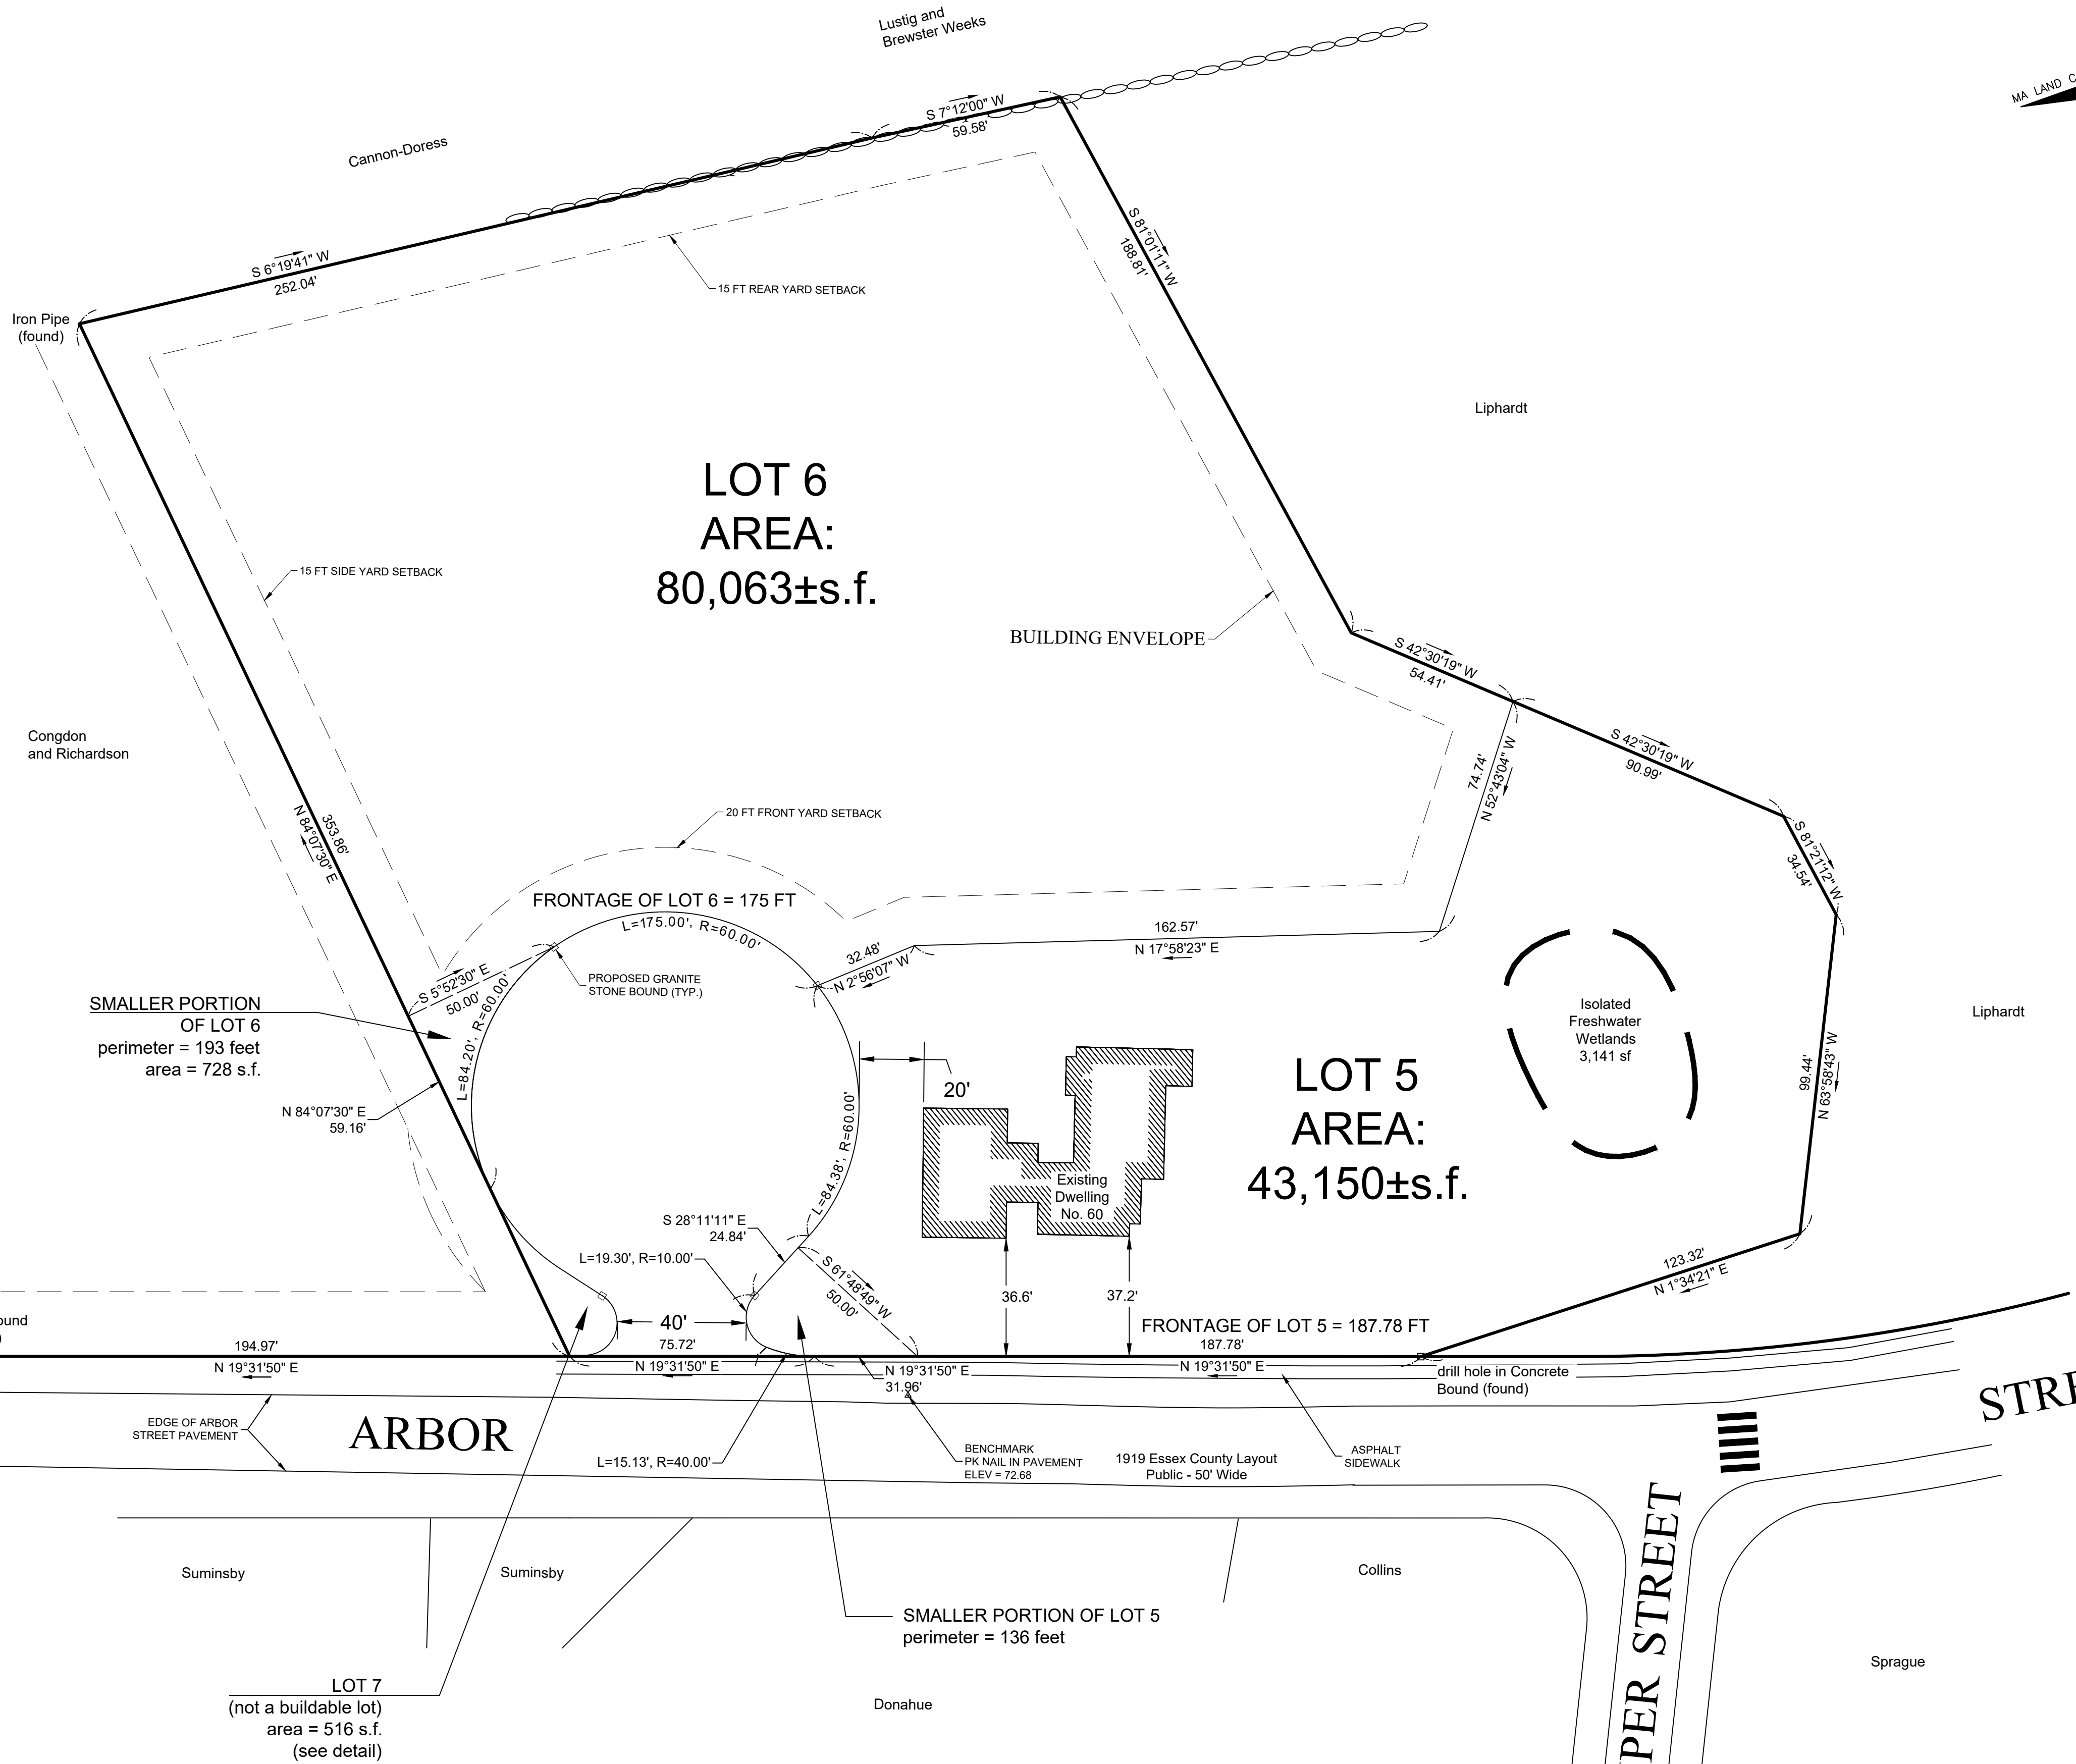 Lustig and
Brewster Weeks
MA LAND C
Cannon-Doress
S 7°12'00" W
59.58'
S 6°19'41" W
252.04'
Iron Pipe
(found)
15 FT REAR YARD SETBACK
S 81°01'11" W
188.81'
Liphardt
LOT 6
AREA:
80,063±s.f.
15 FT SIDE YARD SETBACK
BUILDING ENVELOPE
S 42°30'19" W
54.41'
S 42°30'19" W
90.99'
74.74'
N 52°43'04" W
Congdon
and Richardson
353.86'
N 84°07'30" E
20 FT FRONT YARD SETBACK
S 81°21'12" W
34.54'
FRONTAGE OF LOT 6 = 175 FT
L=175.00', R=60.00'
162.57'
N 17°58'23" E
32.48'
N 2°56'07" W
S 5°52'30" E
50.00'
PROPOSED GRANITE
STONE BOUND (TYP.)
SMALLER PORTION
OF LOT 6
perimeter = 193 feet
area = 728 s.f.
L=84.20', R=60.00'
Isolated
Freshwater
Wetlands
3,141 sf
Liphardt
99.44'
N 63°58'43" W
20'
LOT 5
AREA:
43,150±s.f.
N 84°07'30" E
59.16'
L=84.38', R=60.00'
Existing
Dwelling
No. 60
S 28°11'11" E
24.84'
L=19.30', R=10.00'
S 61°48'49" W
50.00'
123.32'
N 1°34'21" E
36.6'
37.2'
40'
ound
)
FRONTAGE OF LOT 5 = 187.78 FT
194.97'
N 19°31'50" E
75.72'
N 19°31'50" E
N 19°31'50" E
31.96'
187.78'
N 19°31'50" E
drill hole in Concrete
Bound (found)
EDGE OF ARBOR
STREET PAVEMENT
ARBOR
STRE
L=15.13', R=40.00'
BENCHMARK
PK NAIL IN PAVEMENT
ELEV = 72.68
1919 Essex County Layout
Public - 50' Wide
ASPHALT
SIDEWALK
PER STREET
Suminsby
Suminsby
Collins
SMALLER PORTION OF LOT 5
perimeter = 136 feet
Sprague
LOT 7
(not a buildable lot)
area = 516 s.f.
(see detail)
Donahue